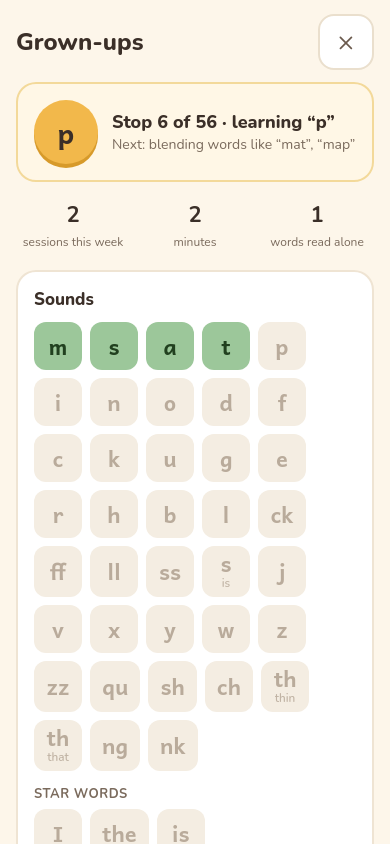 Grown-ups
p
Stop 6 of 56 · learning “p”
Next: blending words like “mat”, “map”
2 2 1
sessions this week minutes words read alone
Sounds
m s a t p
i n o d f
c k u g e
r h b l ck
ff ll ss s j
is
v x y w z
zz qu sh ch th
thin
th ng nk
that
STAR WORDS
I the is